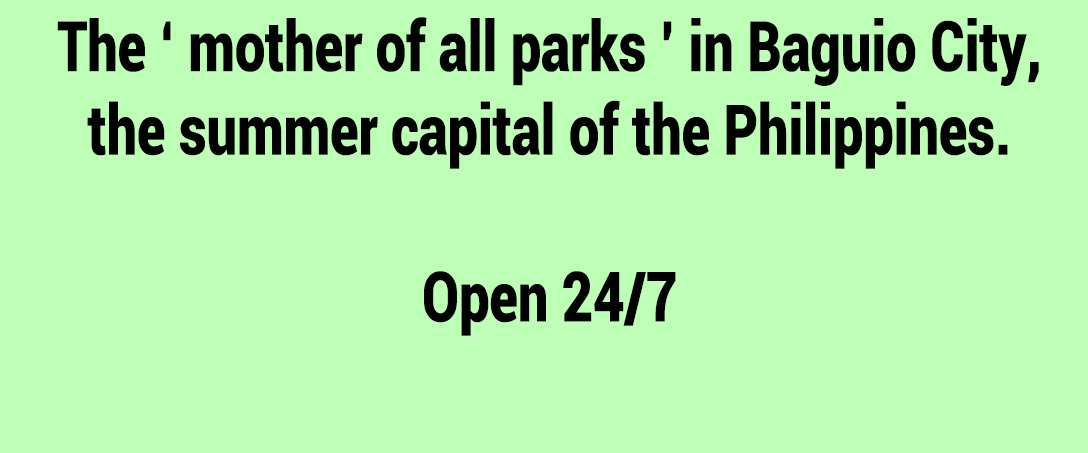 The ‘ mother of all parks ’ in Baguio City,
the summer capital of the Philippines.
Open 24/7